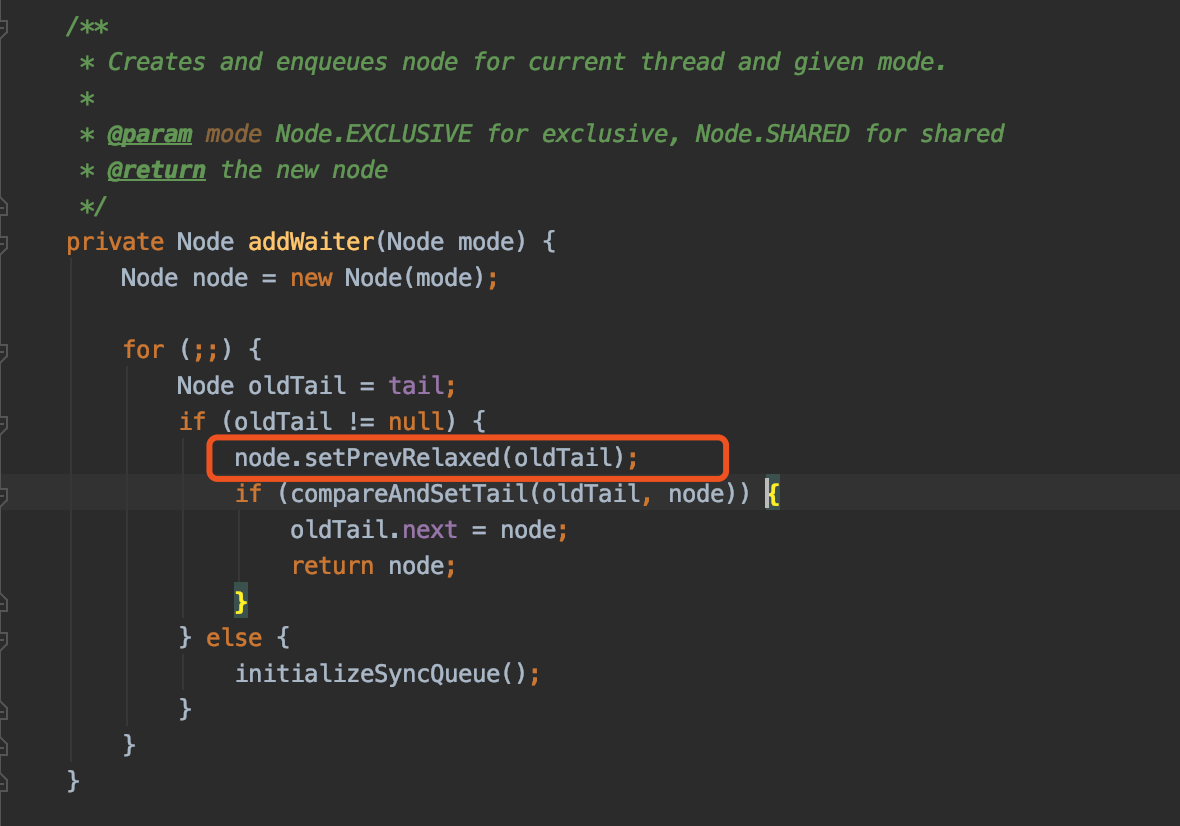 /**
* Creates and enqueues node for current thread and given mode.
*
* @param mode Node.EXCLUSIVE for exclusive, Node.SHARED for shared
* @return the new node
*/
private Node addWaiter(Node mode) {
Node node = new Node(mode);
for (;;) {
Node oldTail = tail;
if (oldTail != null) {
node.setPrevRelaxed(oldTail);
if (compareAndSetTail(oldTail, node)) {
oldTail.next = node;
return node;
}
} else {
initializeSyncQueue();
}
}
}